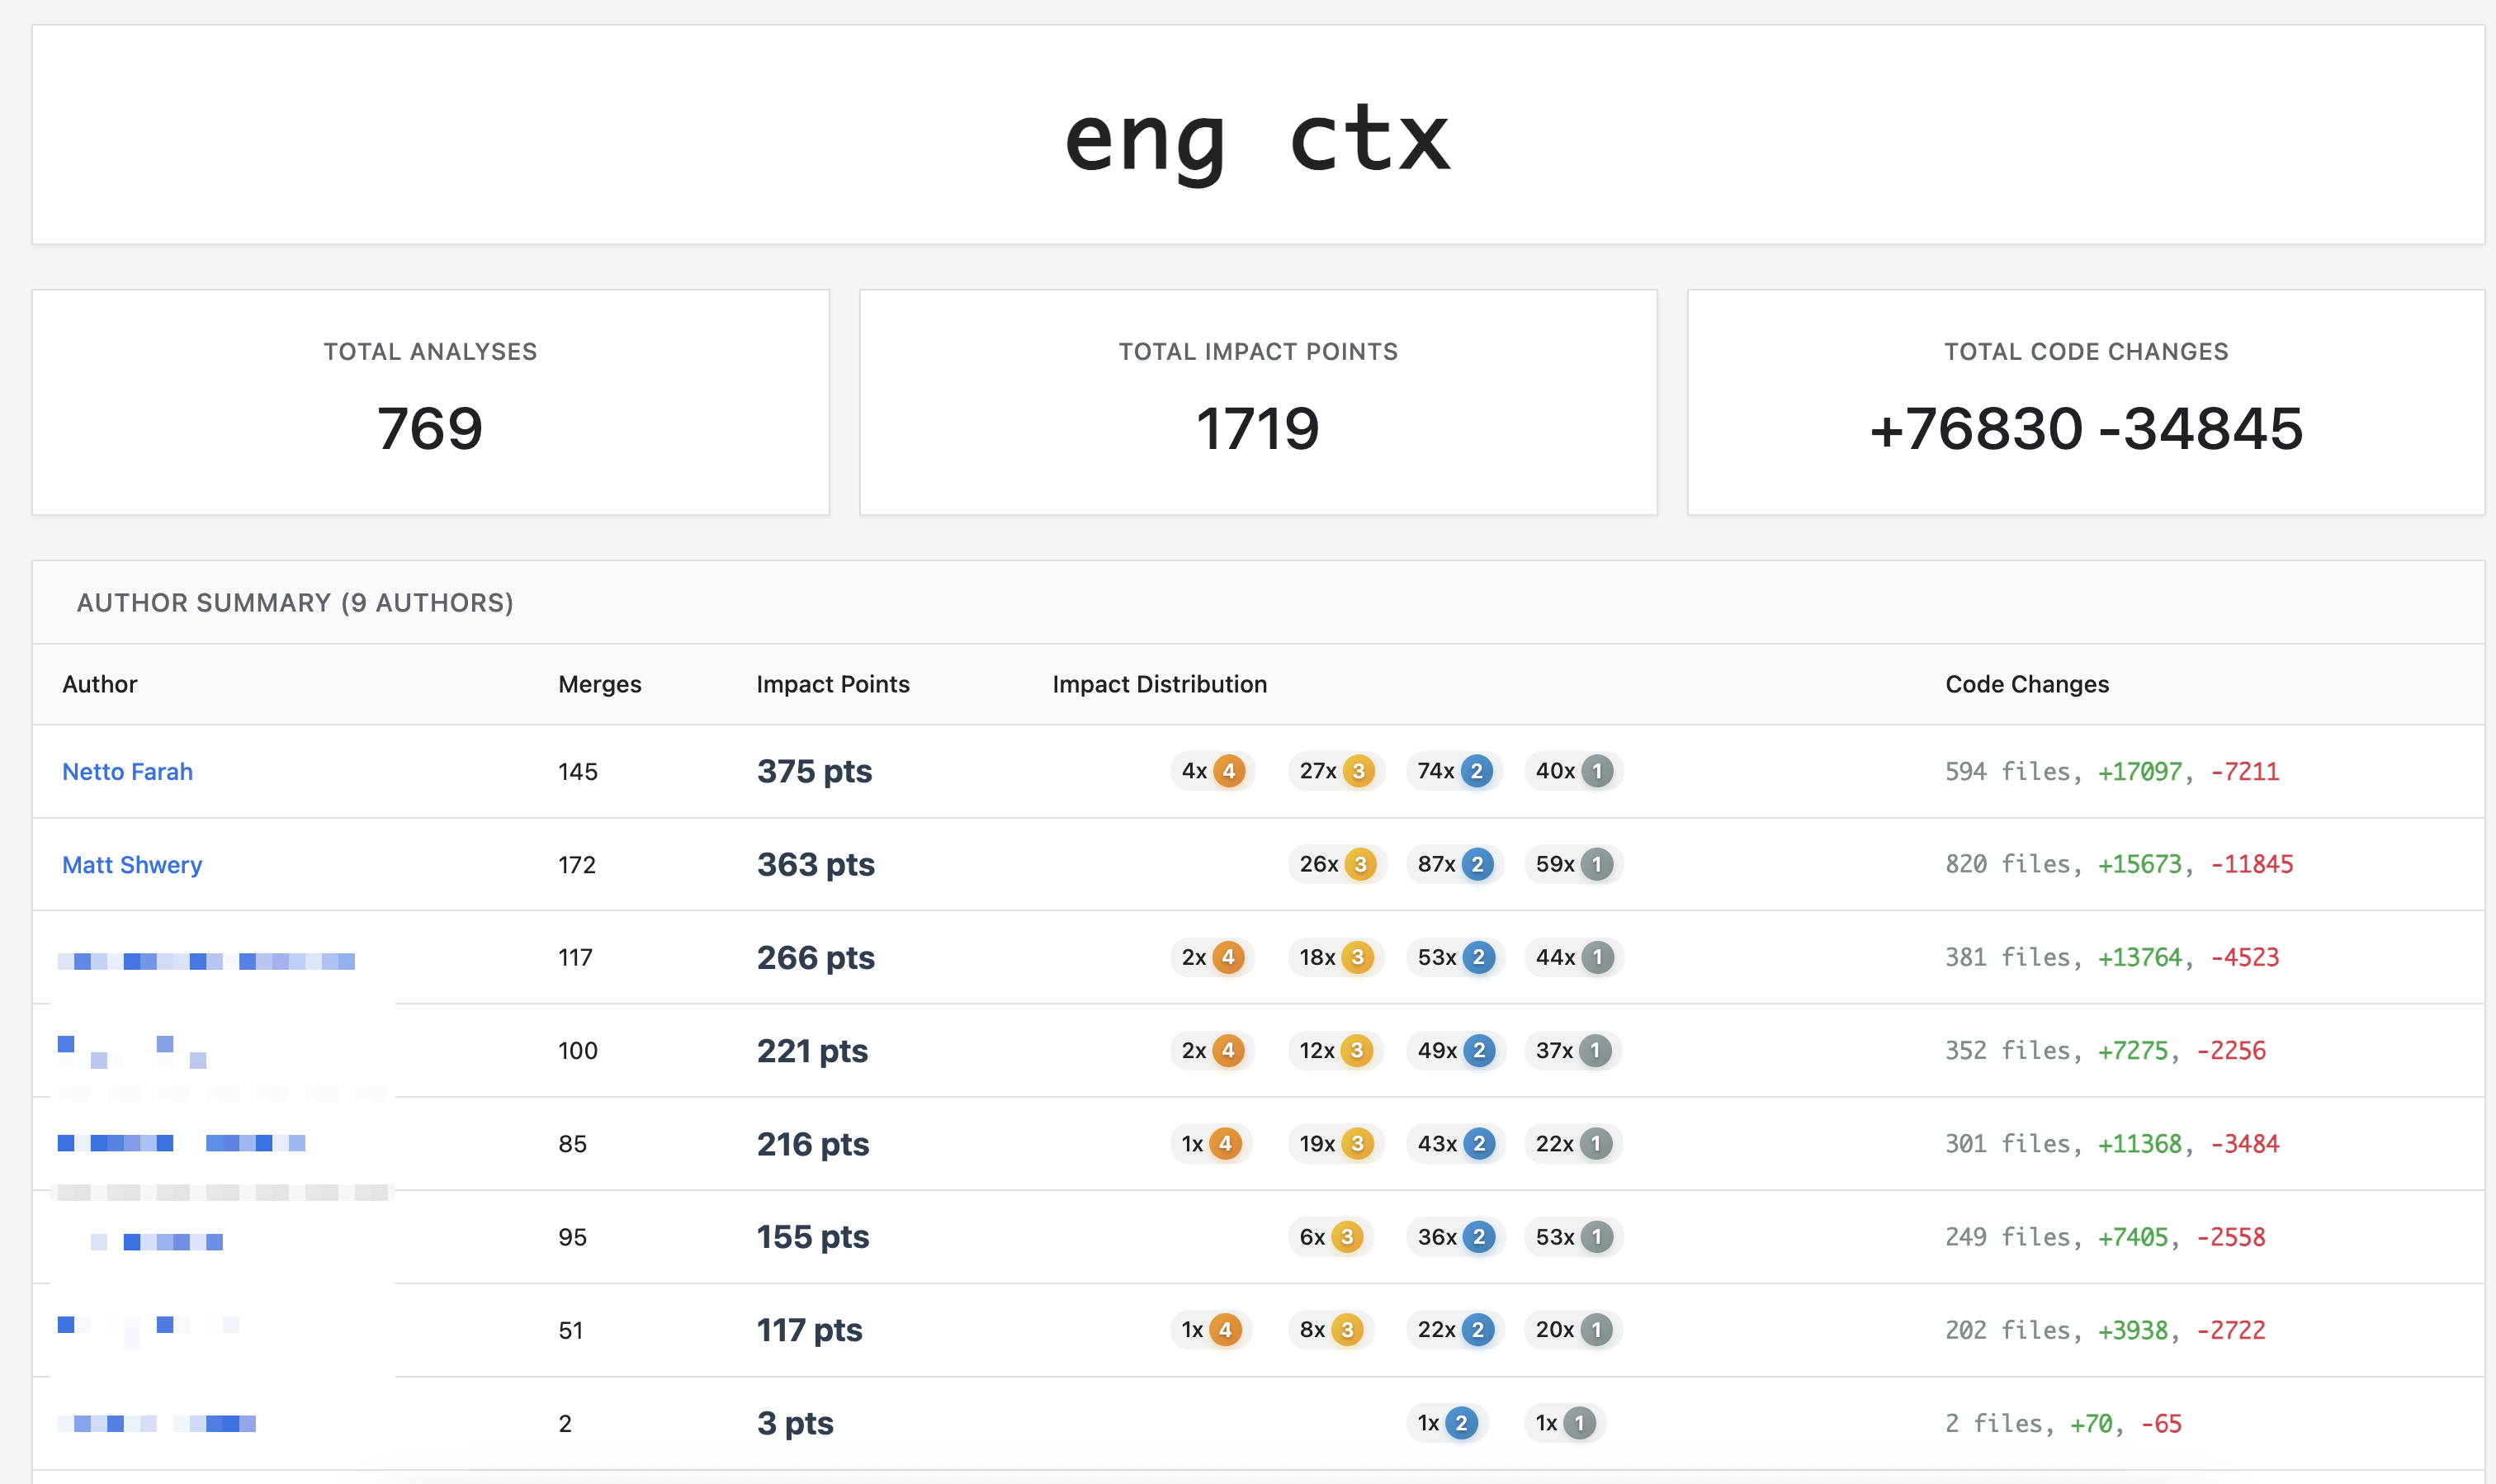 eng ctx
TOTAL ANALYSES
769
TOTAL IMPACT POINTS
1719
TOTAL CODE CHANGES
+76830 -34845
AUTHOR SUMMARY (9 AUTHORS)
Author Merges Impact Points Impact Distribution Code Changes
Netto Farah 145 375 pts 4x 4 27x 3 74x 2 40x 1 594 files, +17097, -7211
Matt Shwery 172 363 pts 26x 3 87x 2 59x 1 820 files, +15673, -11845
117 266 pts 2x 4 18x 3 53x 2 44x 1 381 files, +13764, -4523
100 221 pts 2x 4 12x 3 49x 2 37x 1 352 files, +7275, -2256
85 216 pts 1x 4 19x 3 43x 2 22x 1 301 files, +11368, -3484
95 155 pts 6x 3 36x 2 53x 1 249 files, +7405, -2558
51 117 pts 1x 4 8x 3 22x 2 20x 1 202 files, +3938, -2722
2 3 pts 1x 2 1x 1 2 files, +70, -65